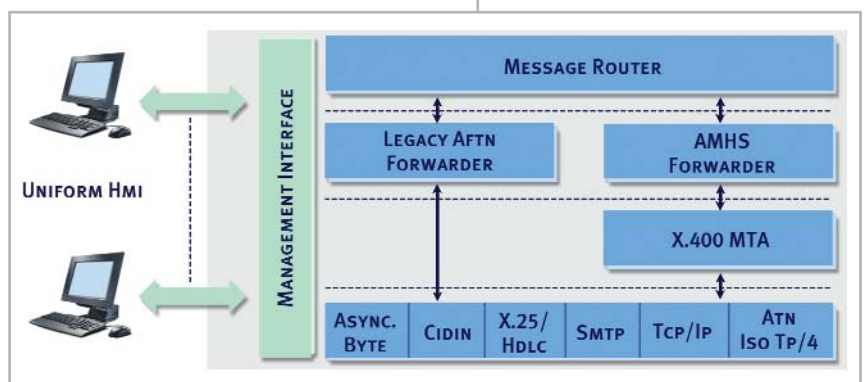 MESSAGE ROUTER
LEGACY AFTN
FORWARDER
AMHS
FORWARDER
UNIFORM HMI
MANAGEMENT INTERFACE
X.400 MTA
ASYNC.
BYTE
CIDIN
X.25/
HDLC
SMTP
TCP/IP
ATN
ISO TP/4